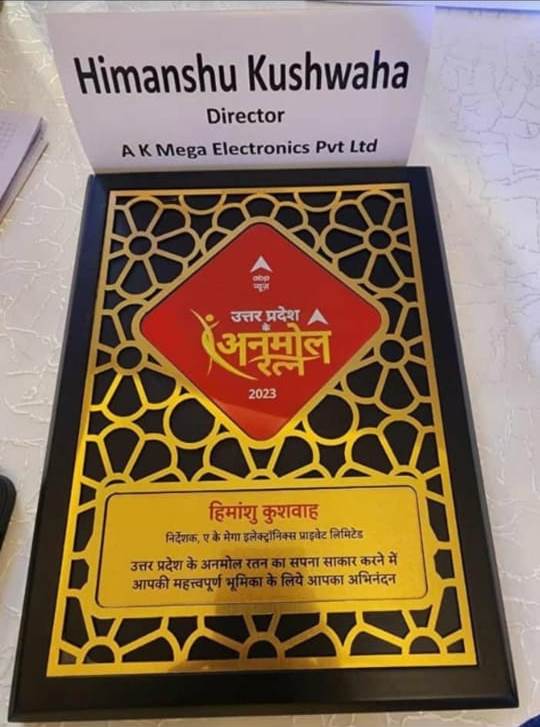 Himanshu Kushwaha
Director
A K Mega Electronics Pvt Ltd
abp
न्यूज़
उत्तर प्रदेश
के
अनमोल
रत्न
2023
हिमांशु कुशवाह
निर्देशक, ए के मेगा इलेक्ट्रॉनिक्स प्राइवेट लिमिटेड
उत्तर प्रदेश के अनमोल रतन का सपना साकार करने में
आपकी महत्त्वपूर्ण भूमिका के लिये आपका अभिनंदन